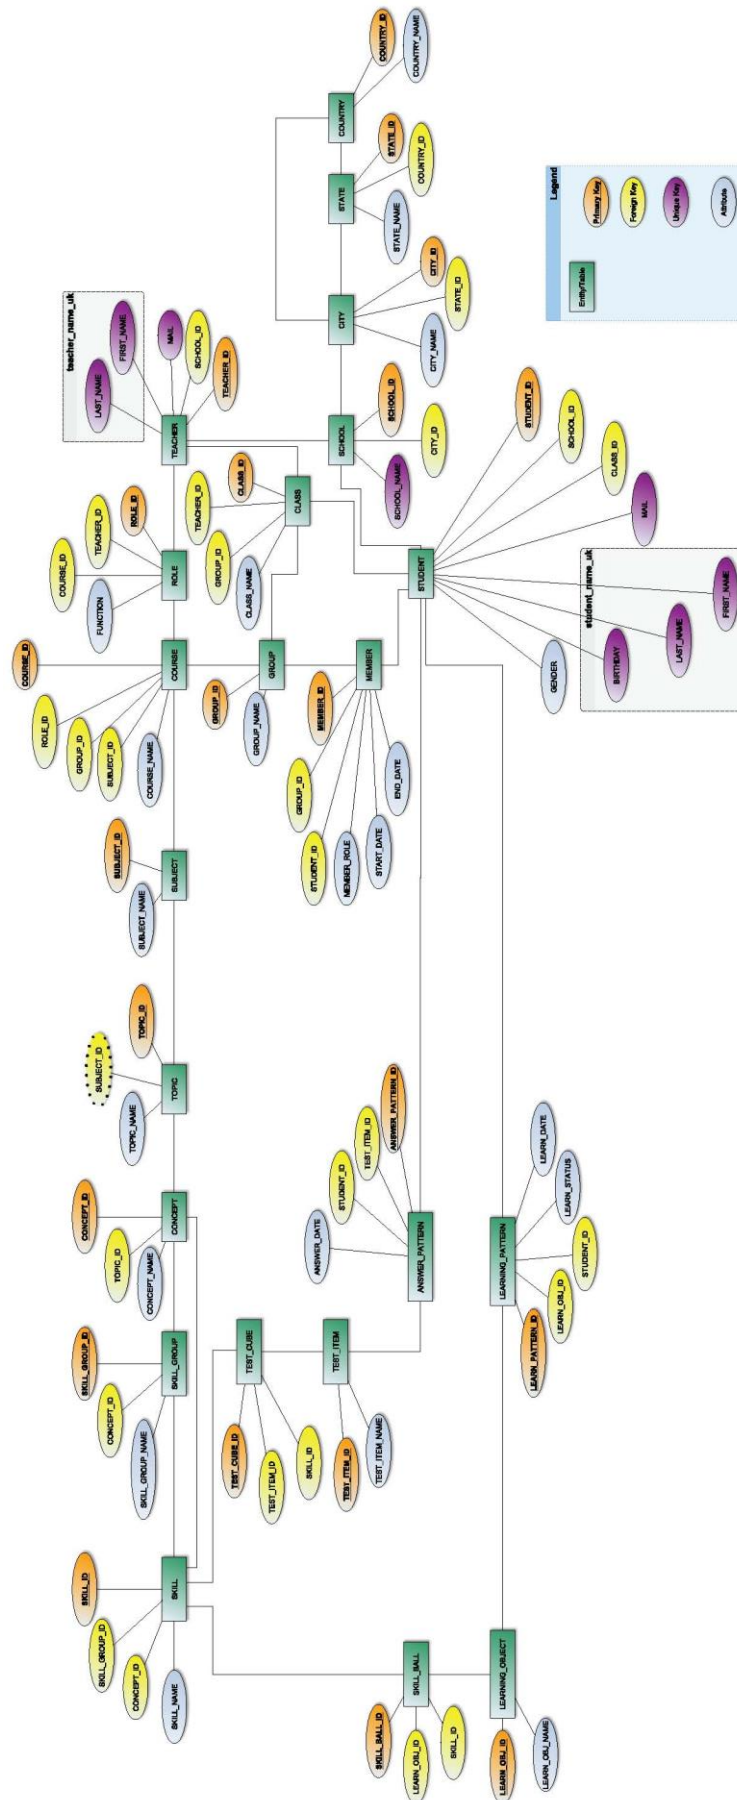 COUNTRY_ID
COUNTRY_NAME
COUNTRY
STATE_ID
COUNTRY_ID
STATE_NAME
STATE
CITY_ID
STATE_ID
CITY_NAME
CITY
SCHOOL_ID
CITY_ID
SCHOOL_NAME
SCHOOL
teacher_name_uk
LAST_NAME
FIRST_NAME
MAIL
SCHOOL_ID
TEACHER_ID
TEACHER
CLASS_ID
TEACHER_ID
GROUP_ID
CLASS_NAME
CLASS
ROLE_ID
TEACHER_ID
COURSE_ID
FUNCTION
ROLE
COURSE_ID
ROLE_ID
GROUP_ID
SUBJECT_ID
COURSE_NAME
COURSE
GROUP_ID
GROUP_NAME
GROUP
MEMBER
MEMBER_ID
GROUP_ID
STUDENT_ID
MEMBER_ROLE
START_DATE
END_DATE
STUDENT
STUDENT_ID
SCHOOL_ID
CLASS_ID
MAIL
student_name_uk
FIRST_NAME
LAST_NAME
BIRTHDAY
GENDER
Legend
Entity/Table
Primary Key
Foreign Key
Unique Key
Attribute
SUBJECT_ID
SUBJECT_NAME
SUBJECT
TOPIC_ID
SUBJECT_ID
TOPIC_NAME
TOPIC
CONCEPT_ID
TOPIC_ID
CONCEPT_NAME
CONCEPT
SKILL_GROUP_ID
CONCEPT_ID
SKILL_GROUP_NAME
SKILL_GROUP
SKILL_ID
SKILL_GROUP_ID
CONCEPT_ID
SKILL_NAME
SKILL
TEST_CUBE
TEST_CUBE_ID
TEST_ITEM_ID
SKILL_ID
TEST_ITEM
TEST_ITEM_ID
TEST_ITEM_NAME
ANSWER_PATTERN
ANSWER_PATTERN_ID
TEST_ITEM_ID
STUDENT_ID
ANSWER_DATE
LEARNING_PATTERN
LEARN_DATE
LEARN_STATUS
STUDENT_ID
LEARN_OBJ_ID
LEARN_PATTERN_ID
SKILL_BALL
SKILL_BALL_ID
LEARN_OBJ_ID
SKILL_ID
LEARNING_OBJECT
LEARN_OBJ_ID
LEARN_OBJ_NAME